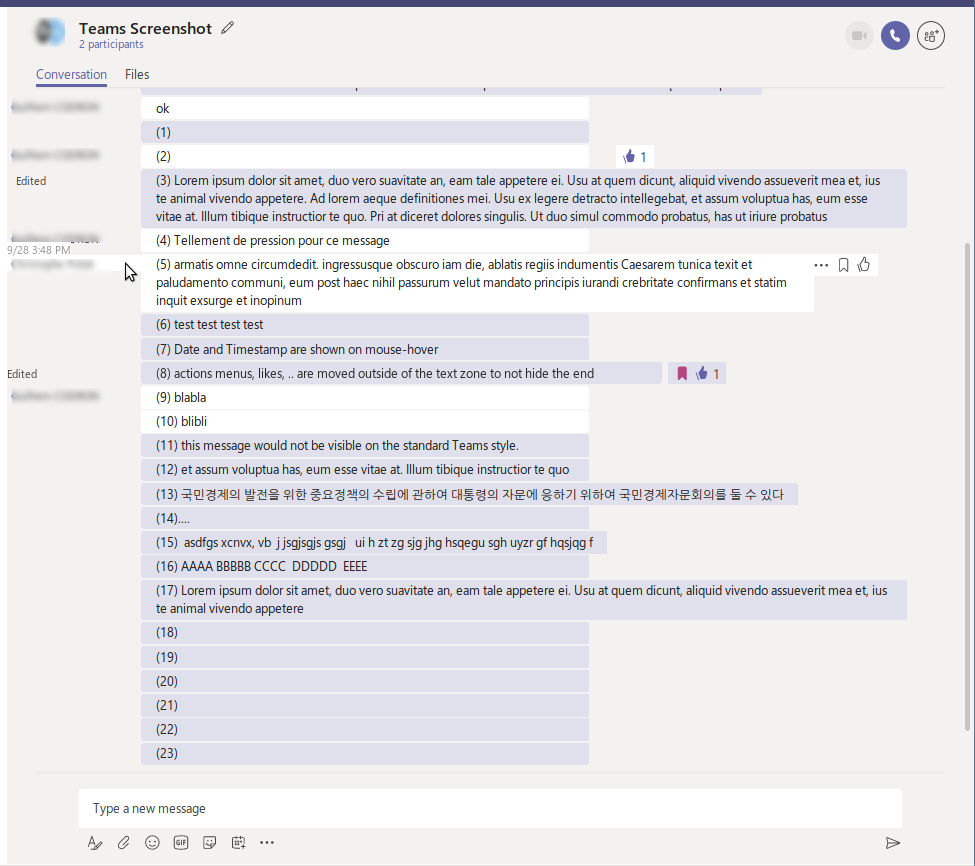 Teams Screenshot
2 participants
Conversation Files
ok
(1)
(2)
1
Edited
(3) Lorem ipsum dolor sit amet, duo vero suavitate an, eam tale appetere ei. Usu at quem dicunt, aliquid vivendo assueverit mea et, ius
te animal vivendo appetere. Ad lorem aeque definitiones mei. Usu ex legere detracto intellegebat, et assum voluptua has, eum esse
vitae at. Illum tibique instructior te quo. Pri at diceret dolores singulis. Ut duo simul commodo probatus, has ut iriure probatus
(4) Tellement de pression pour ce message
9/28 3:48 PM
(5) armatis omne circumdedit. ingressusque obscuro iam die, ablatis regiis indumentis Caesarem tunica texit et
paludamento communi, eum post haec nihil passurum velut mandato principis iurandi crebritate confirmans et statim
inquit exsurge et inopinum
(6) test test test test
(7) Date and Timestamp are shown on mouse-hover
Edited
(8) actions menus, likes, .. are moved outside of the text zone to not hide the end
1
(9) blabla
(10) blibli
(11) this message would not be visible on the standard Teams style.
(12) et assum voluptua has, eum esse vitae at. Illum tibique instructior te quo
(13) 국민경제의 발전을 위한 중요정책의 수립에 관하여 대통령의 자문에 응하기 위하여 국민경제자문회의를 둘 수 있다
(14)....
(15) asdfgs xcnvx, vb j jsgjsgjs gsgj ui h zt zg sjg jhg hsqegu sgh uyzr gf hqsjqg f
(16) AAAA BBBBB CCCC DDDDD EEEE
(17) Lorem ipsum dolor sit amet, duo vero suavitate an, eam tale appetere ei. Usu at quem dicunt, aliquid vivendo assueverit mea et, ius
te animal vivendo appetere
(18)
(19)
(20)
(21)
(22)
(23)
Type a new message
GIF